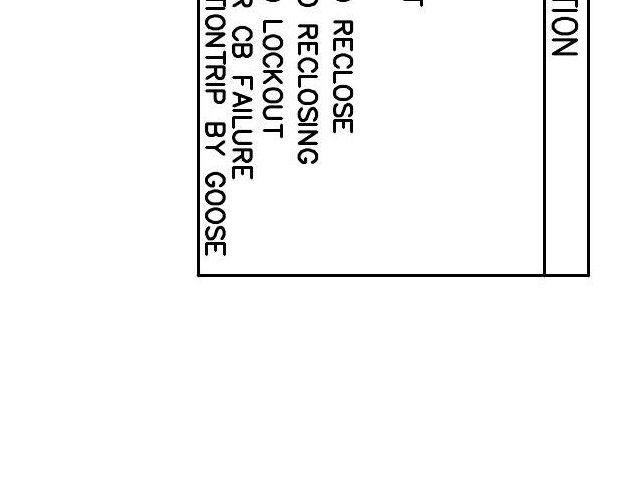 TION
T
RECLOSE
RECLOSING
LOCKOUT
R CB FAILURE
TIONTRIP BY GOOSE